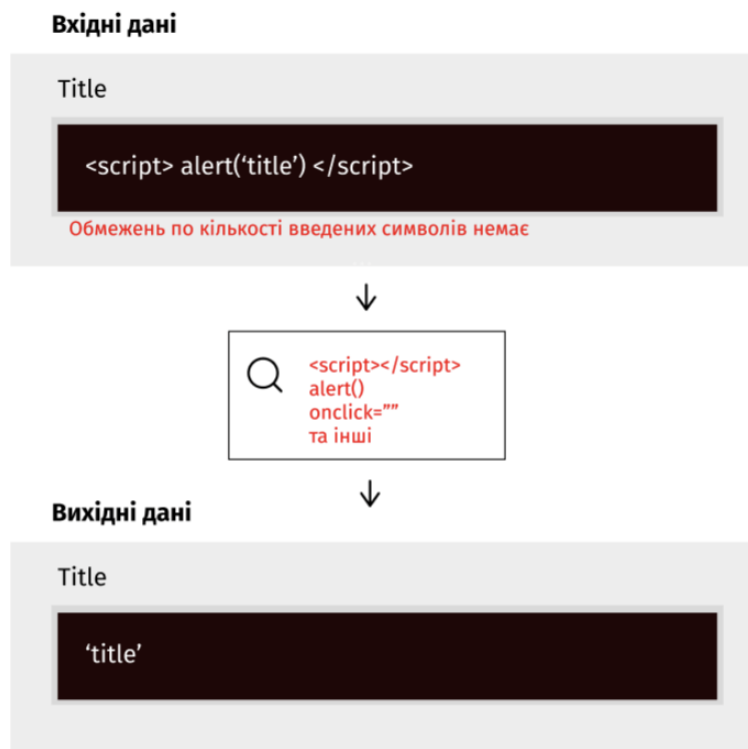 Вхідні дані
Title
<script> alert(‘title’) </script>
Обмежень по кількості введених символів немає
<script></script>
alert()
onclick=””
та інші
Вихідні дані
Title
‘title’